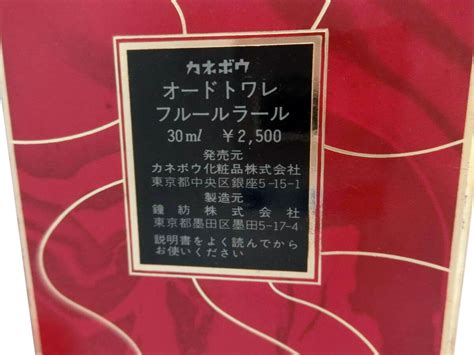 カネボウ
オードトワレ
フルールラール
30ml ¥2,500
発売元
カネボウ化粧品株式会社
東京都中央区銀座5-15-1
製造元
鐘紡株式会社
東京都墨田区墨田5-17-4
説明書をよく読んでから
お使いください